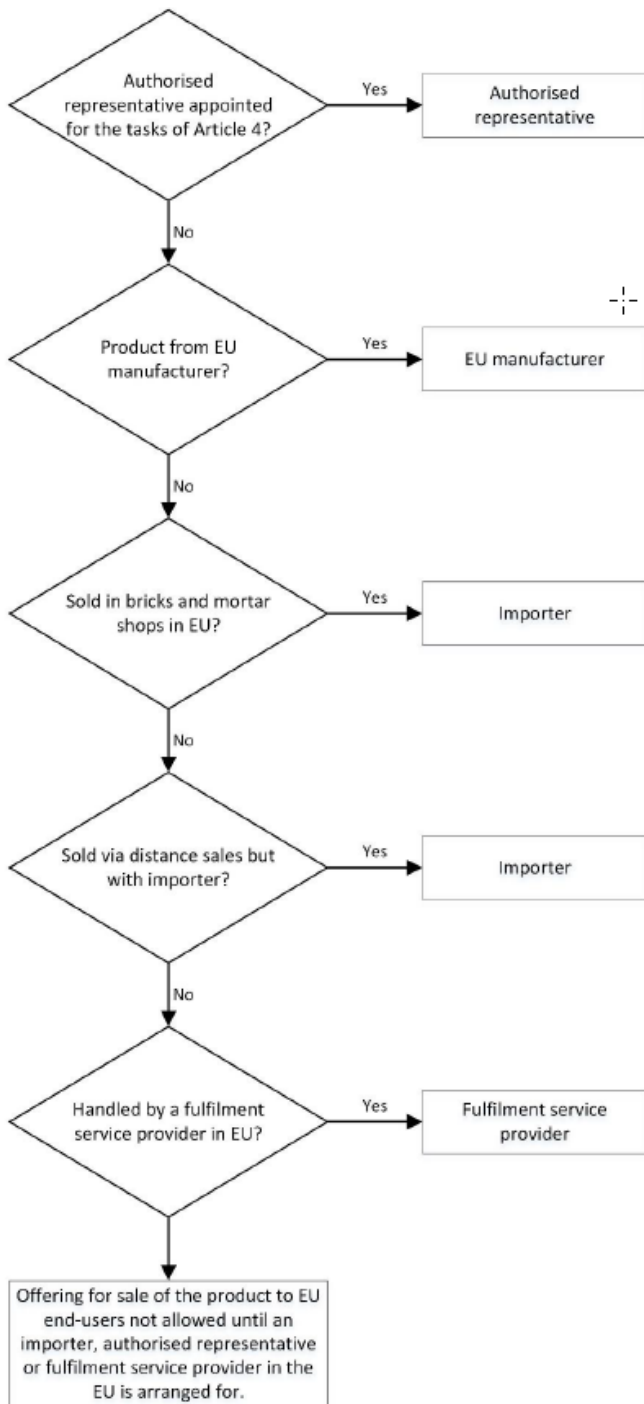 Authorised
representative appointed
for the tasks of Article 4?
Yes
Authorised
representative
No
Product from EU
manufacturer?
Yes
EU manufacturer
No
Sold in bricks and mortar
shops in EU?
Yes
Importer
No
Sold via distance sales but
with importer?
Yes
Importer
No
Handled by a fulfilment
service provider in EU?
Yes
Fulfilment service
provider
Offering for sale of the product to EU
end-users not allowed until an
importer, authorised representative
or fulfilment service provider in the
EU is arranged for.